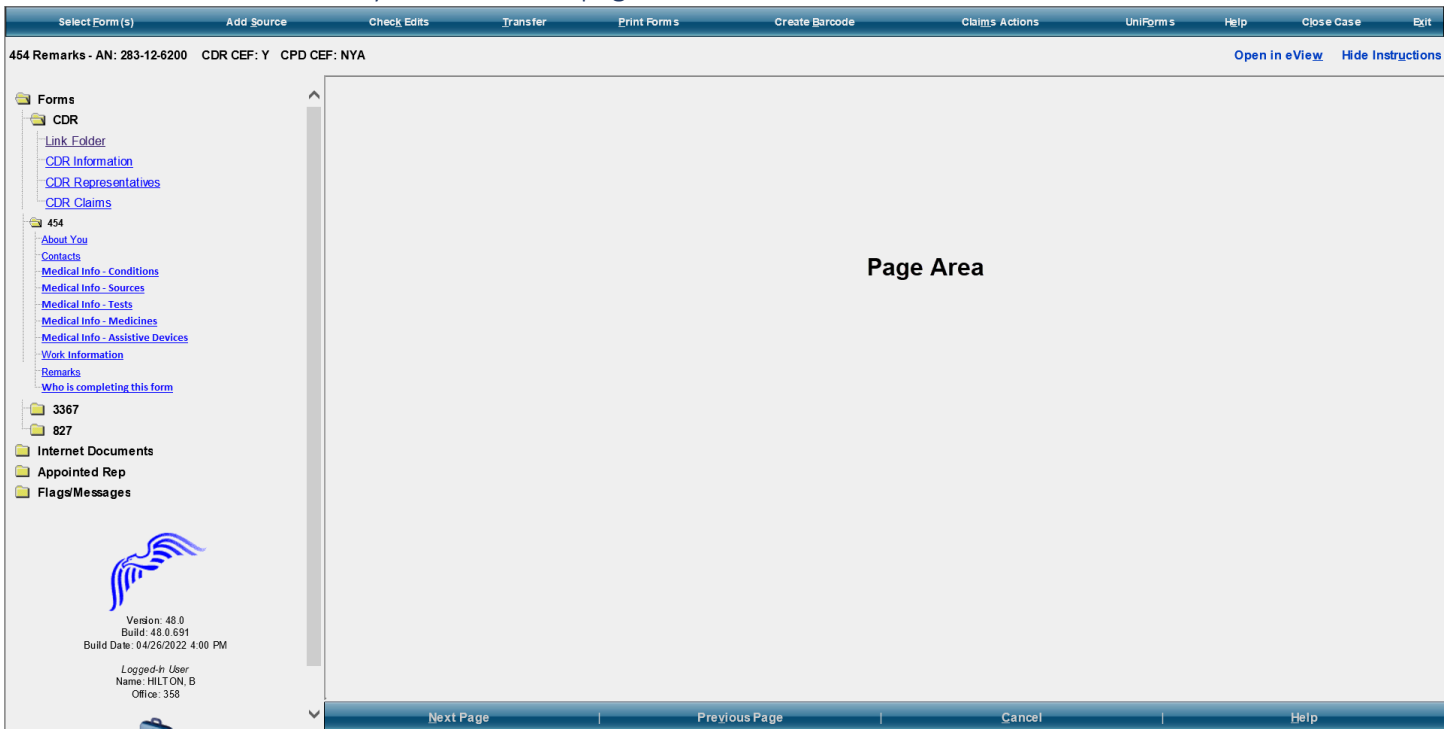 Select Form(s) Add Source Check Edits Transfer Print Forms Create Barcode Claims Actions UniForms Help Close Case Exit
454 Remarks - AN: 283-12-6200 CDR CEF: Y CPD CEF: NYA Open in eView Hide Instructions
Forms
CDR
Link Folder
CDR Information
CDR Representatives
CDR Claims
454
About You
Contacts
Medical Info - Conditions
Medical Info - Sources
Medical Info - Tests
Medical Info - Medicines
Medical Info - Assistive Devices
Work Information
Remarks
Who is completing this form
3367
827
Internet Documents
Appointed Rep
Flags/Messages
Version: 48.0
Build: 48.0.691
Build Date: 04/26/2022 4:00 PM
Logged-In User
Name: HILTON, B
Office: 358
Page Area
Next Page | Previous Page | Cancel | Help